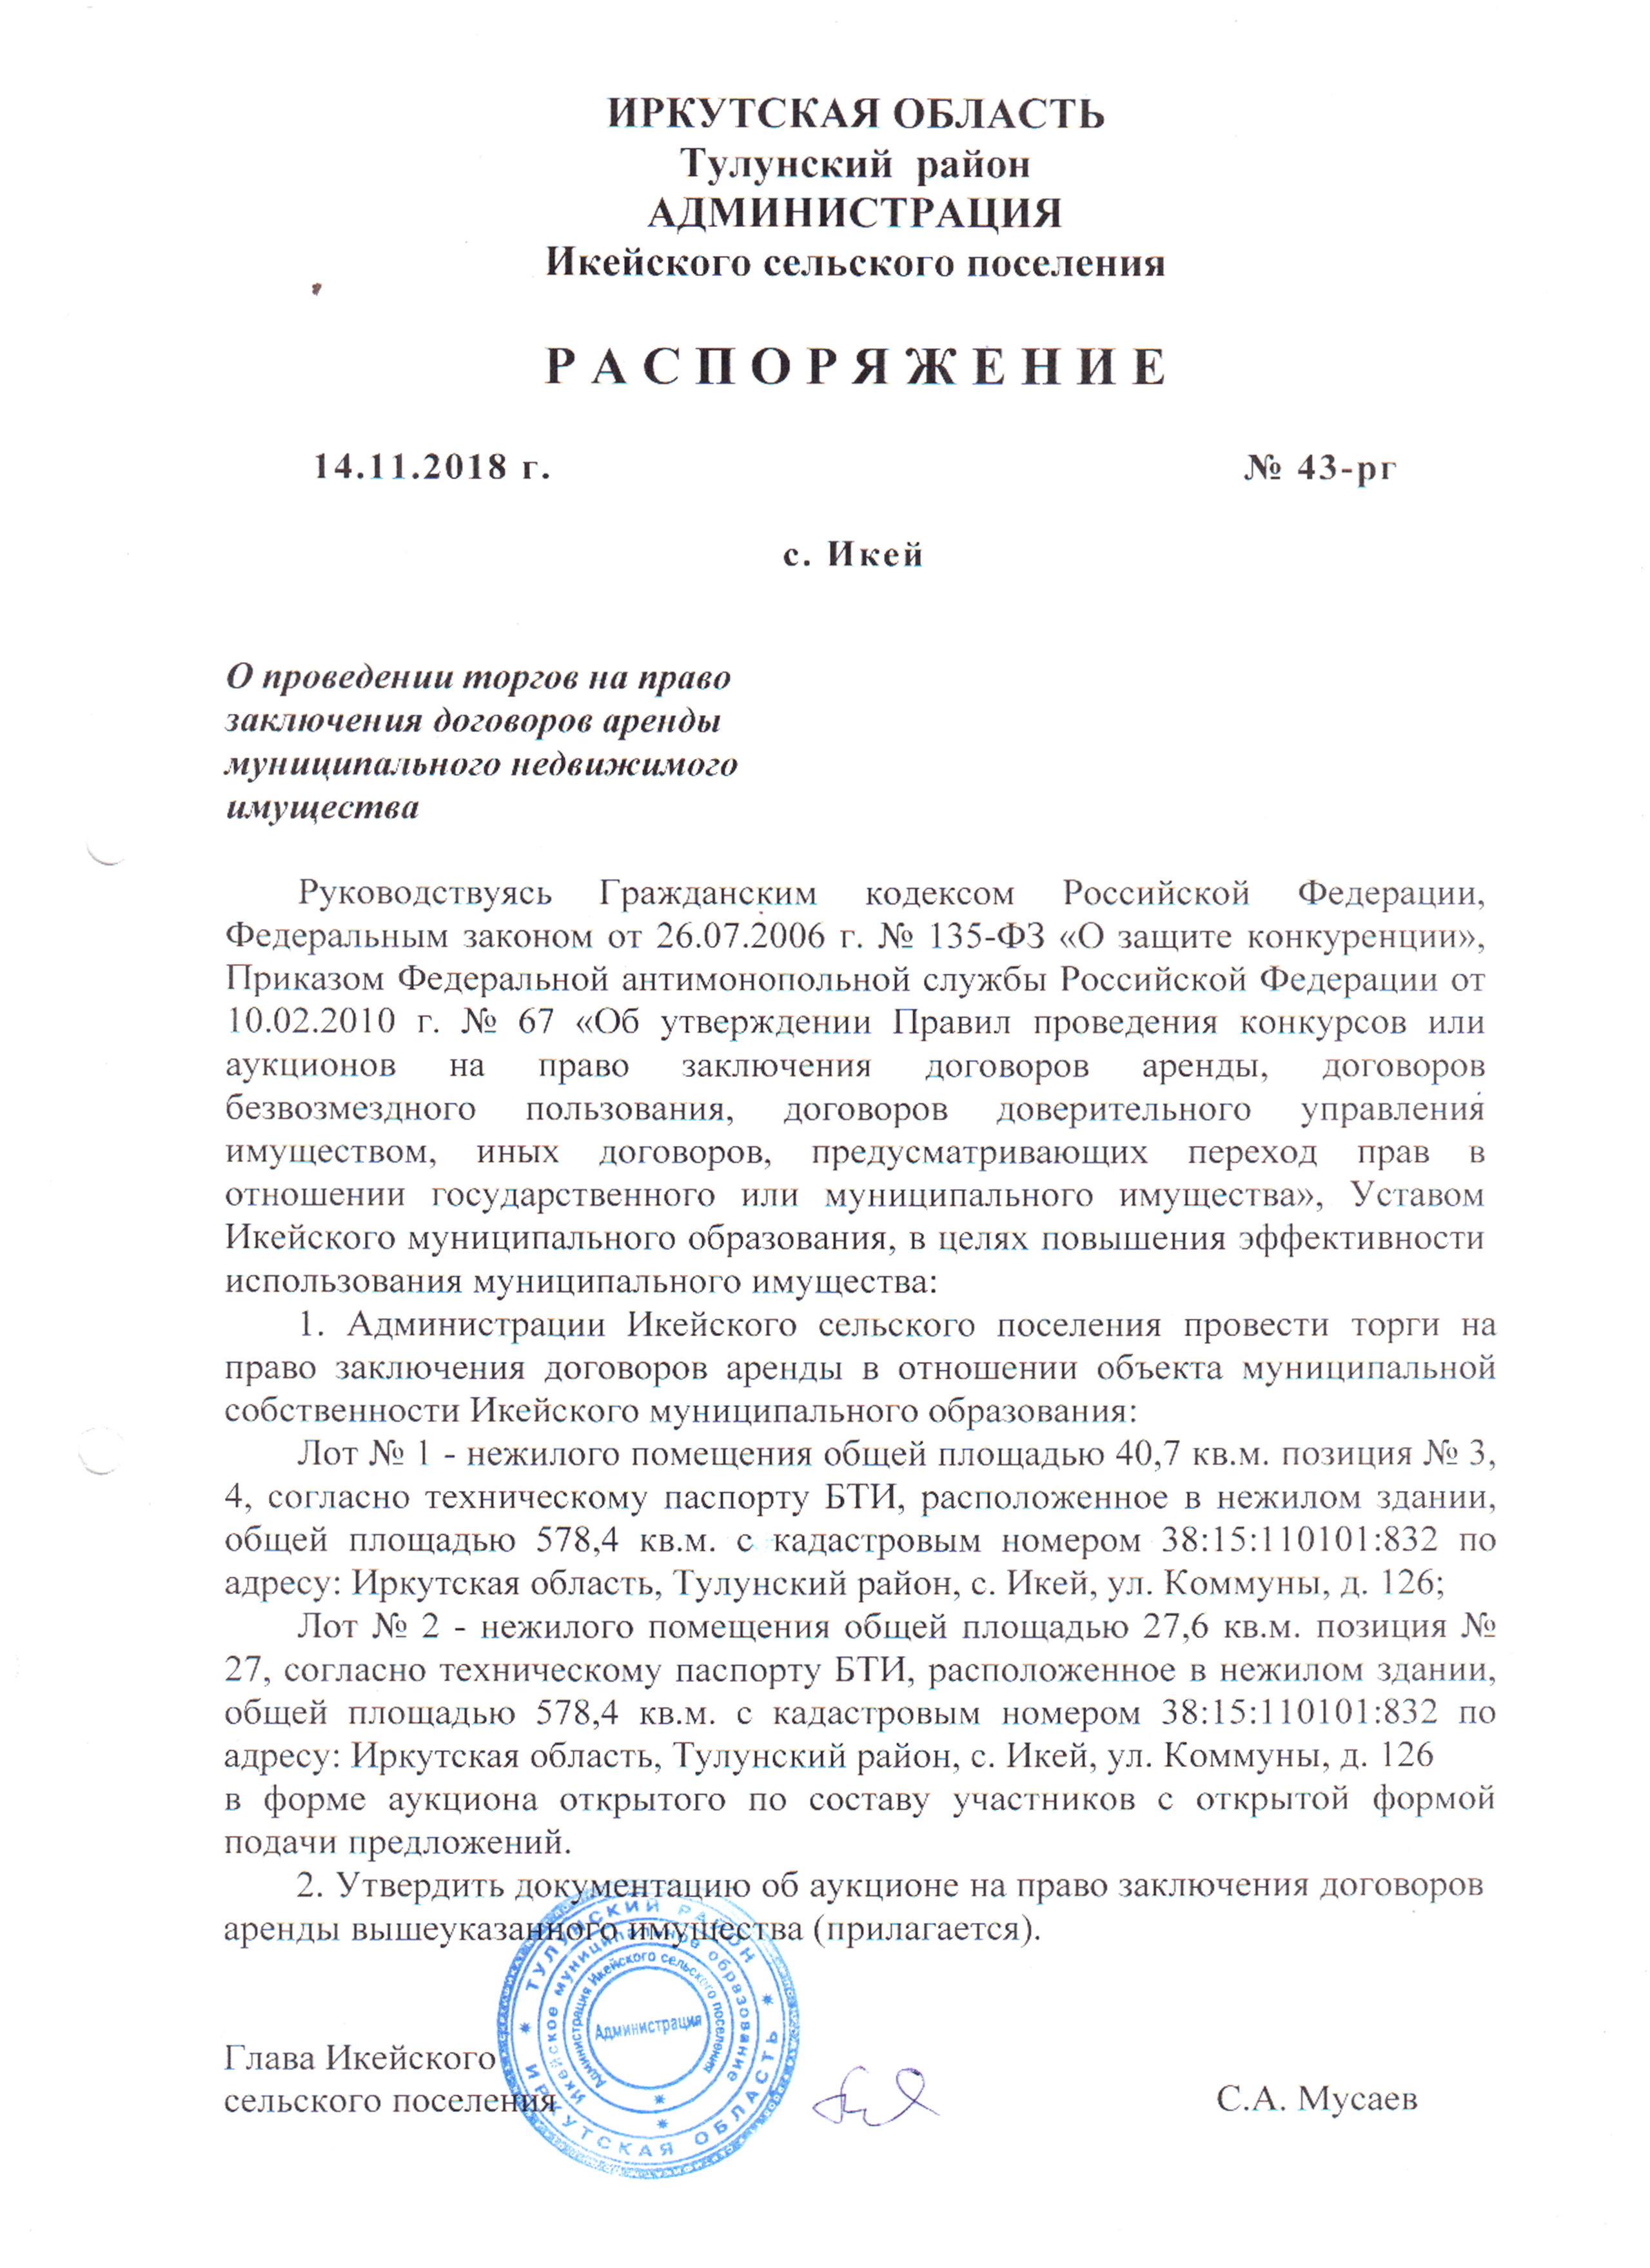 ИРКУТСКАЯ ОБЛАСТЬ
Тулунский район
АДМИНИСТРАЦИЯ
Икейского сельского поселения
РАСПОРЯЖЕНИЕ
14.11.2018 г. № 43-рг
с. Икей
О проведении торгов на право
заключения договоров аренды
муниципального недвижимого
имущества
Руководствуясь Гражданским кодексом Российской Федерации,
Федеральным законом от 26.07.2006 г. № 135-ФЗ «О защите конкуренции»,
Приказом Федеральной антимонопольной службы Российской Федерации от
10.02.2010 г. № 67 «Об утверждении Правил проведения конкурсов или
аукционов на право заключения договоров аренды, договоров
безвозмездного пользования, договоров доверительного управления
имуществом, иных договоров, предусматривающих переход прав в
отношении государственного или муниципального имущества», Уставом
Икейского муниципального образования, в целях повышения эффективности
использования муниципального имущества:
1. Администрации Икейского сельского поселения провести торги на
право заключения договоров аренды в отношении объекта муниципальной
собственности Икейского муниципального образования:
Лот № 1 - нежилого помещения общей площадью 40,7 кв.м. позиция № 3,
4, согласно техническому паспорту БТИ, расположенное в нежилом здании,
общей площадью 578,4 кв.м. с кадастровым номером 38:15:110101:832 по
адресу: Иркутская область, Тулунский район, с. Икей, ул. Коммуны, д. 126;
Лот № 2 - нежилого помещения общей площадью 27,6 кв.м. позиция №
27, согласно техническому паспорту БТИ, расположенное в нежилом здании,
общей площадью 578,4 кв.м. с кадастровым номером 38:15:110101:832 по
адресу: Иркутская область, Тулунский район, с. Икей, ул. Коммуны, д. 126
в форме аукциона открытого по составу участников с открытой формой
подачи предложений.
2. Утвердить документацию об аукционе на право заключения договоров
аренды вышеуказанного имущества (прилагается).
ТУЛУНСКИЙ РАЙОН * ИРКУТСКАЯ ОБЛАСТЬ *
Икейское муниципальное образование *
Администрация Икейского сельского поселения *
Администрация
Глава Икейского
сельского поселения С.А. Мусаев